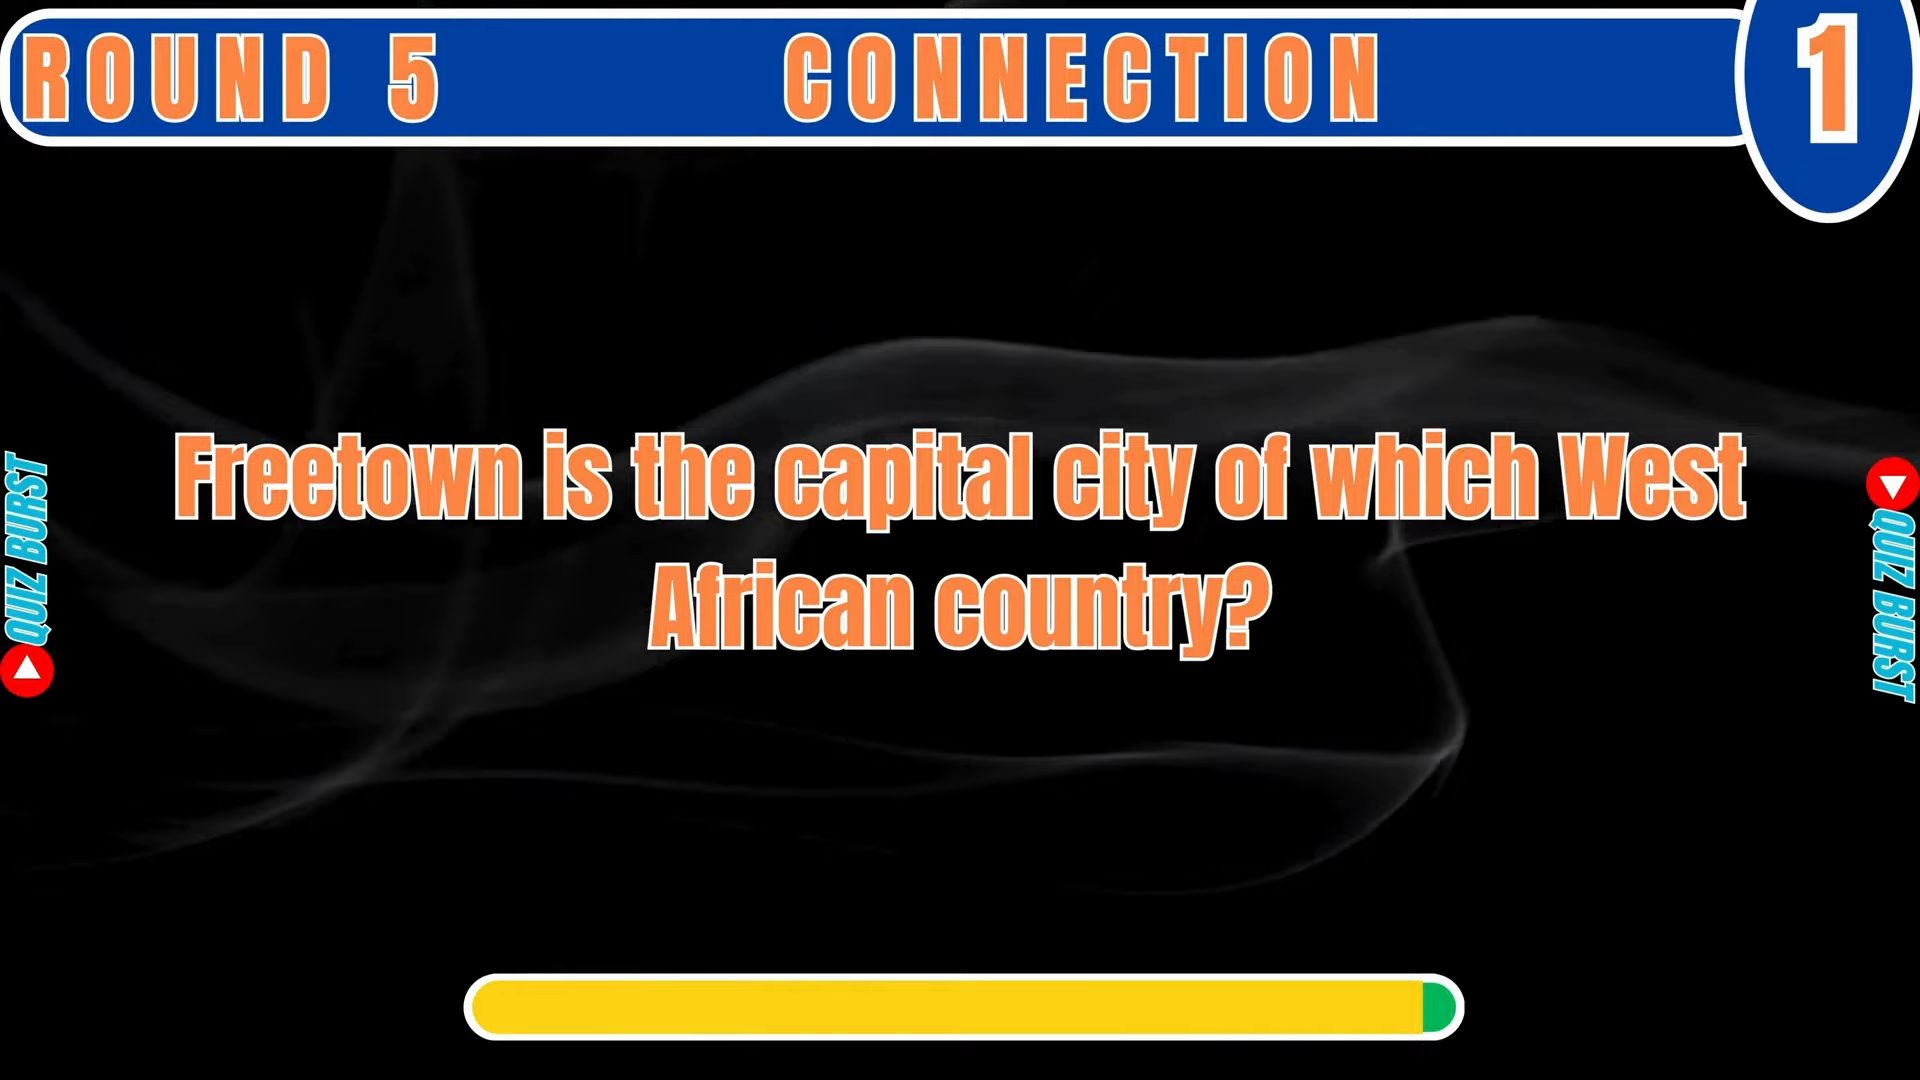 ROUND 5 CONNECTION 1
Freetown is the capital city of which West
African country?
QUIZ BURST
QUIZ BURST